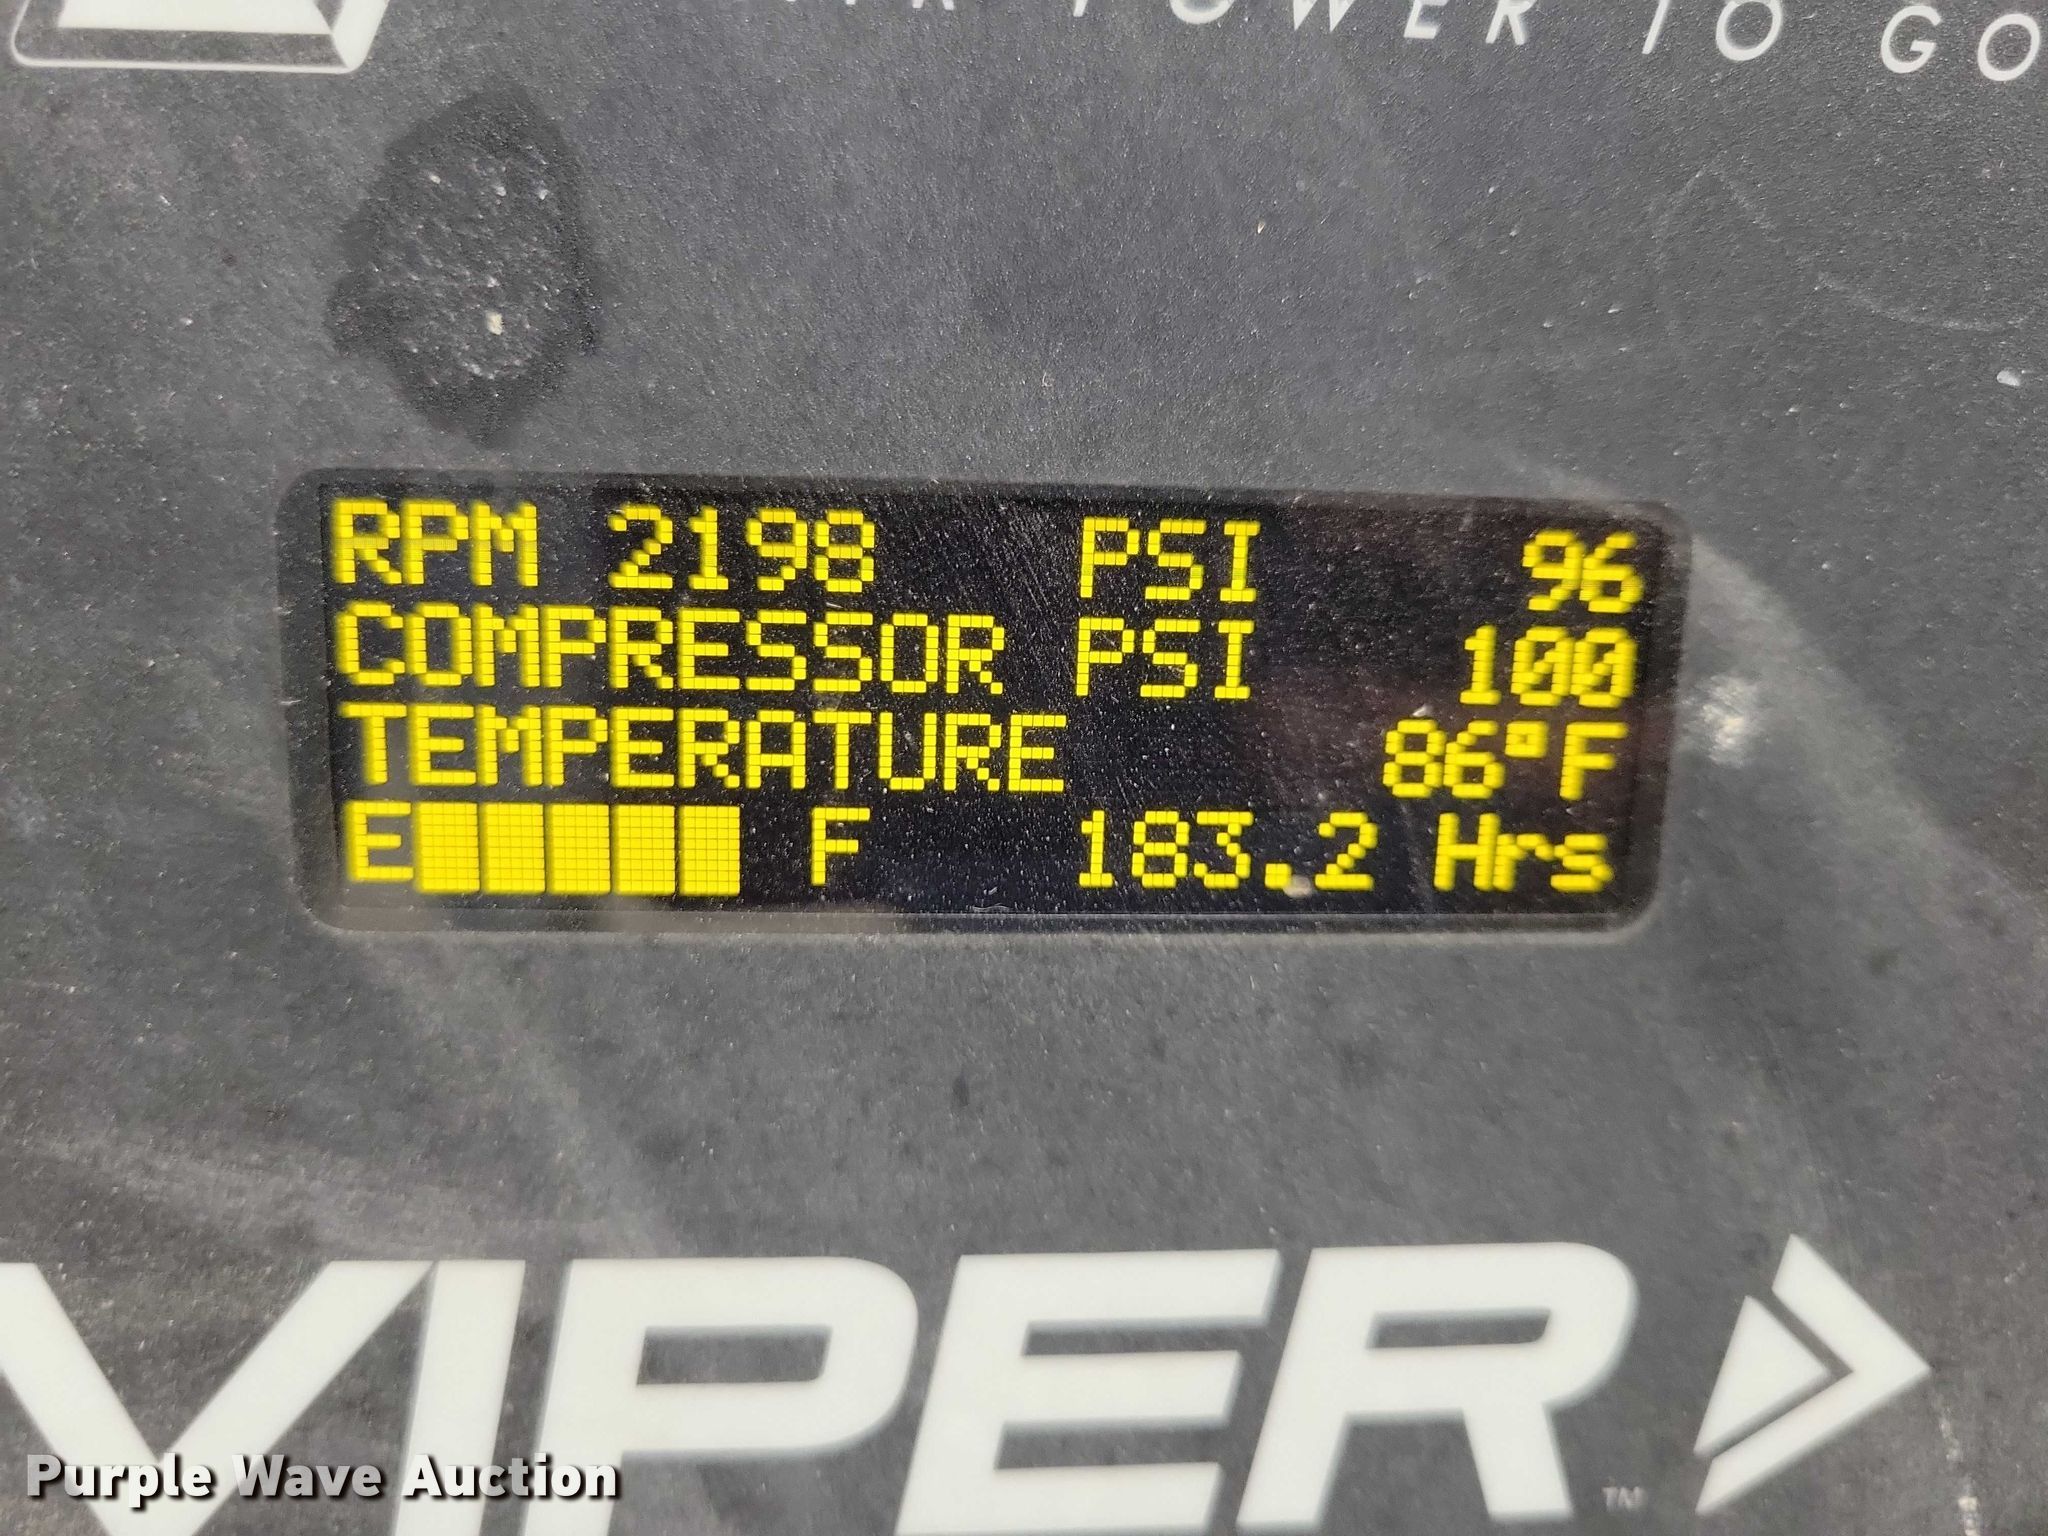 POWER TO GO
RPM 2198 PSI 96
COMPRESSOR PSI 100
TEMPERATURE 86°F
E F 183.2 Hrs
VIPER
TM
Purple Wave Auction